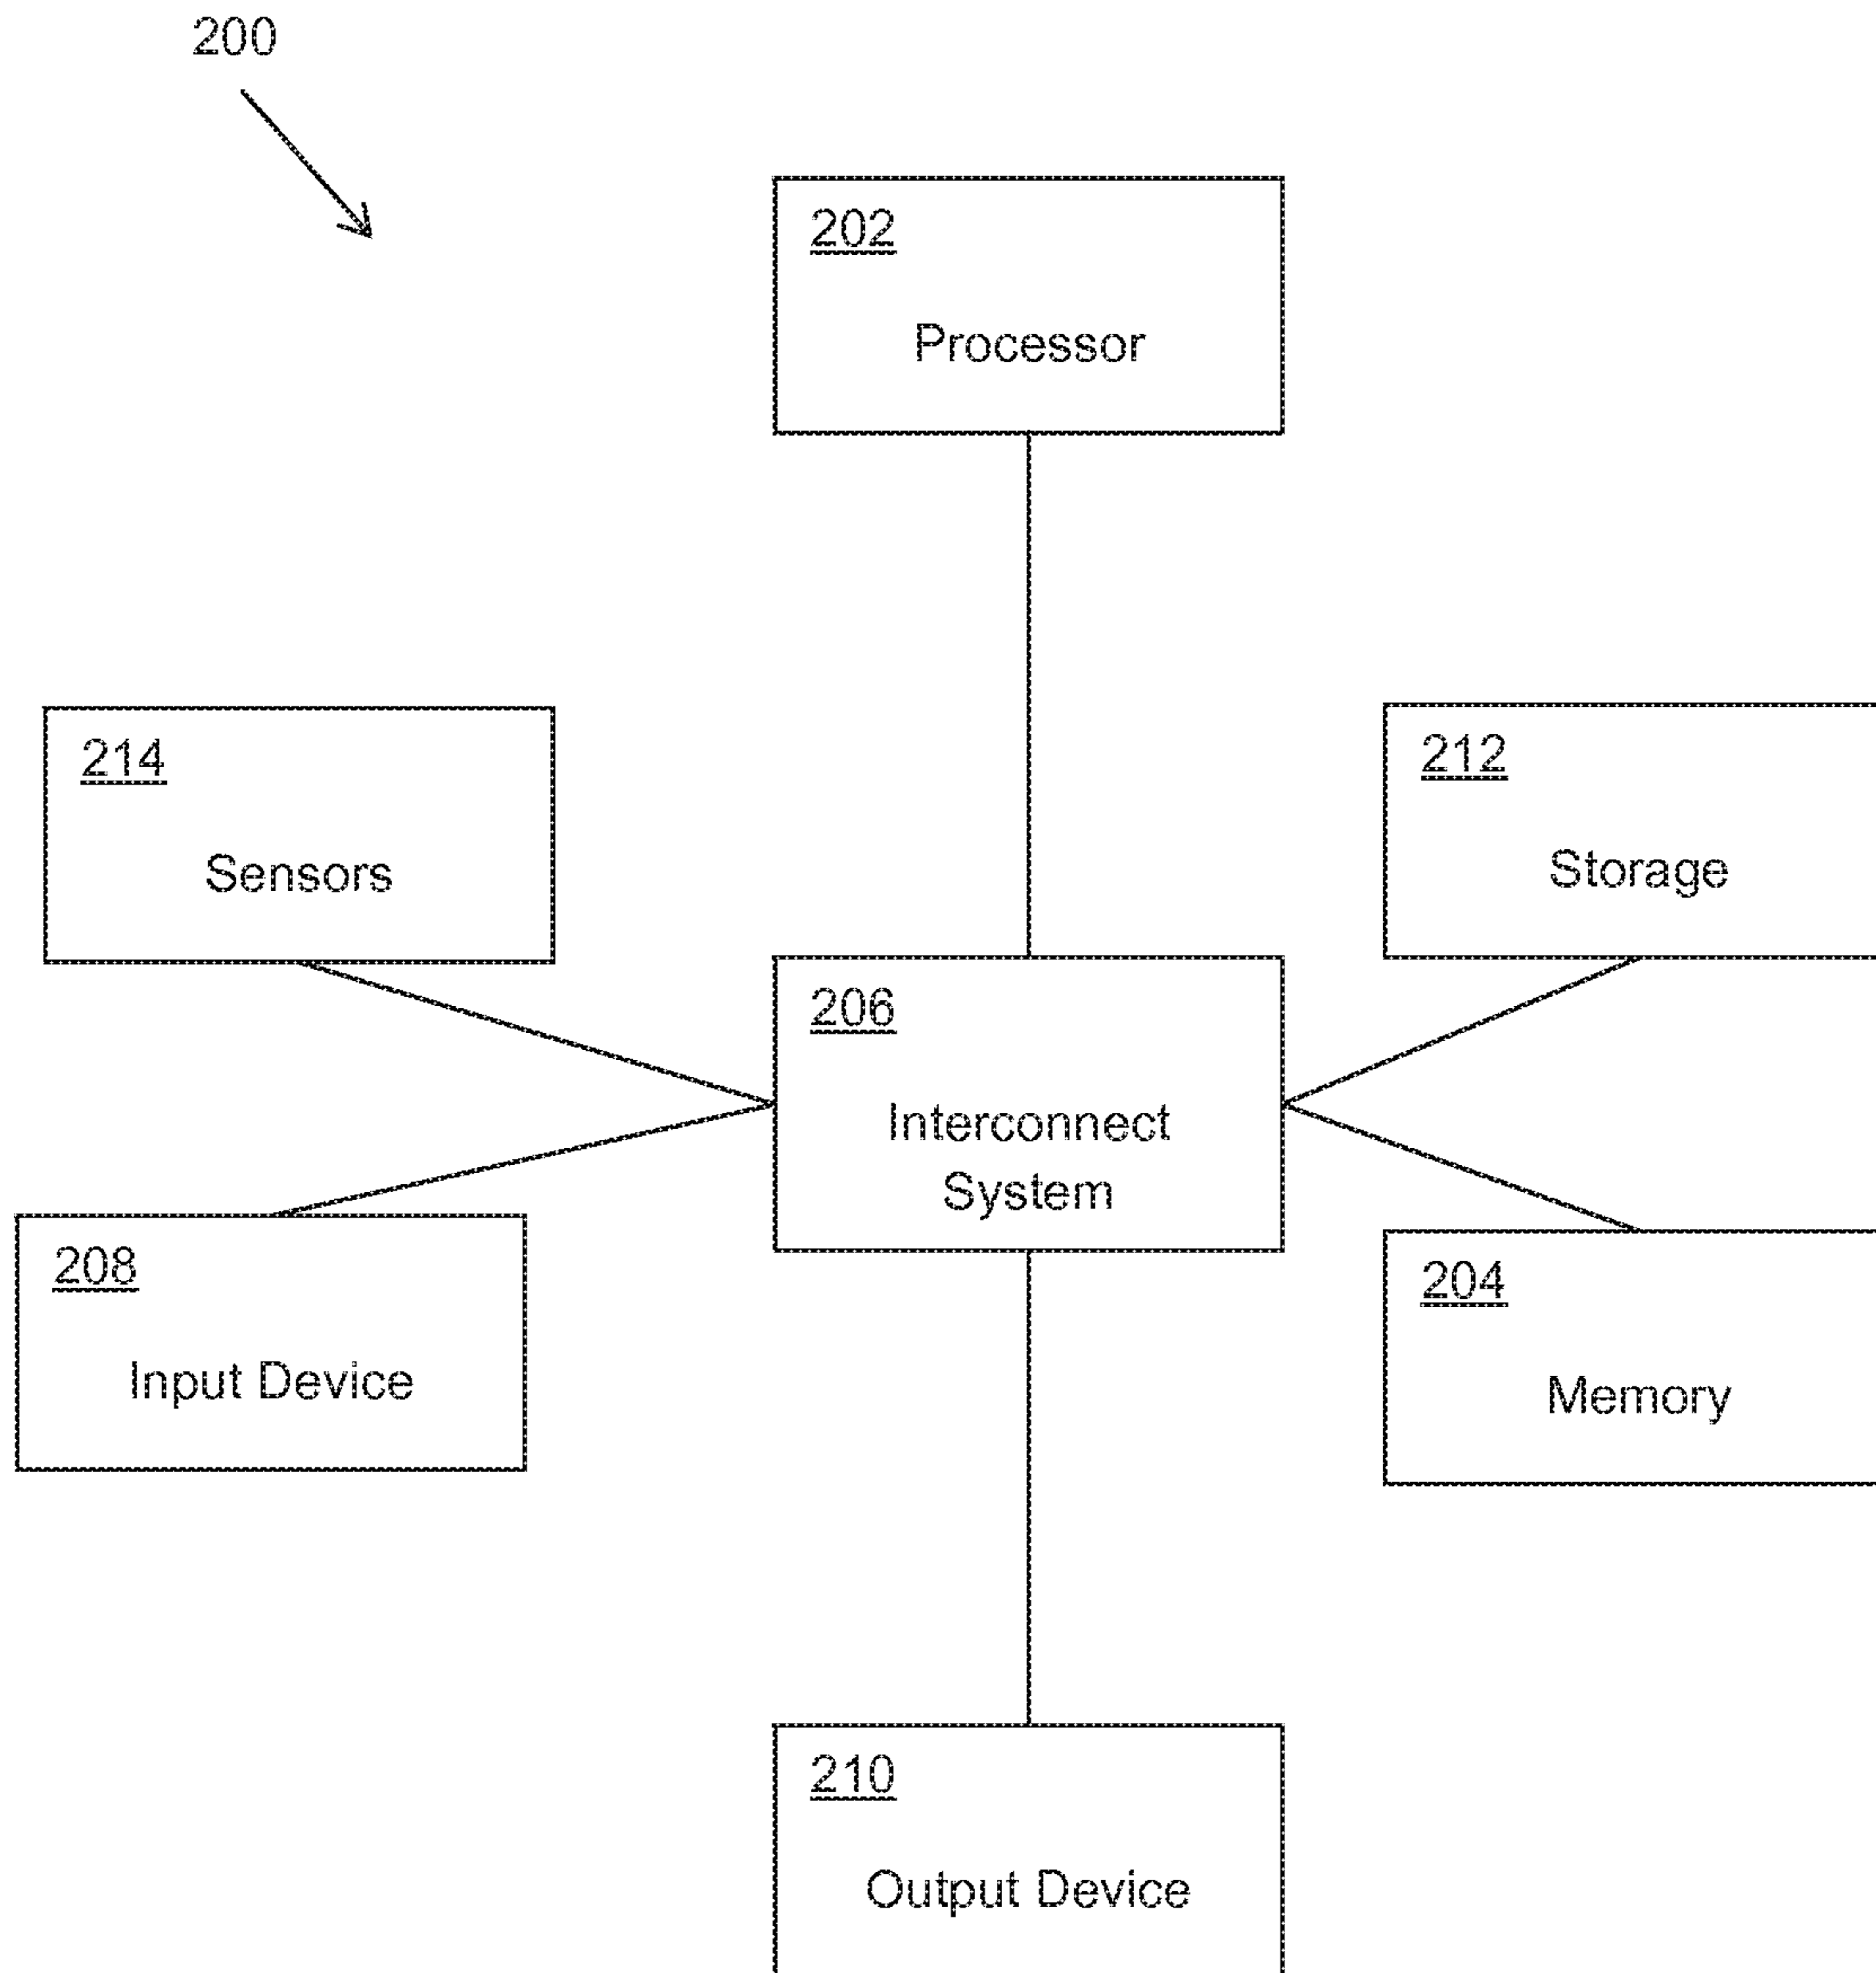 200
202
Processor
214
Sensors
212
Storage
206
Interconnect
System
208
Input Device
204
Memory
210
Output Device